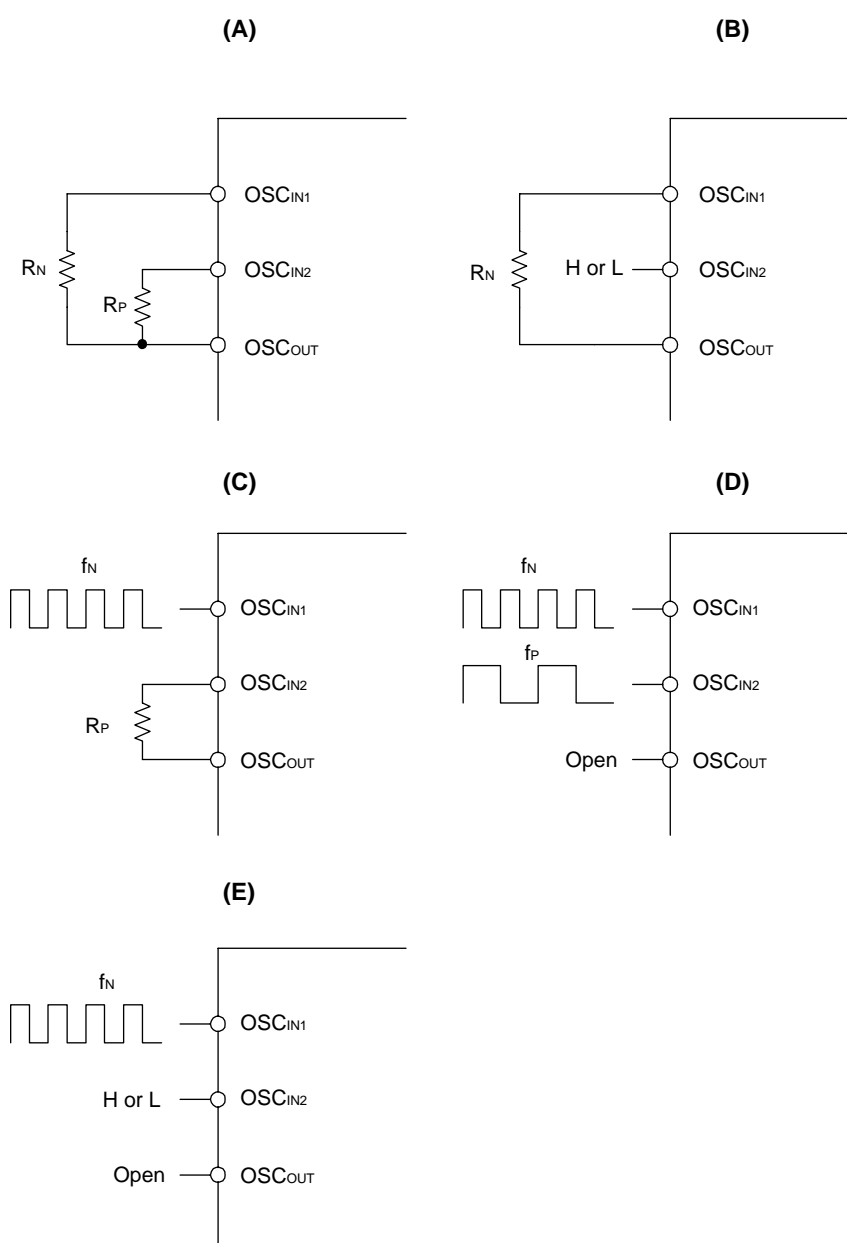 (A)
OSCIN1
RN
OSCIN2
RP
OSCOUT
(B)
OSCIN1
RN
H or L
OSCIN2
OSCOUT
(C)
fN
OSCIN1
OSCIN2
RP
OSCOUT
(D)
fN
OSCIN1
fP
OSCIN2
Open
OSCOUT
(E)
fN
OSCIN1
H or L
OSCIN2
Open
OSCOUT